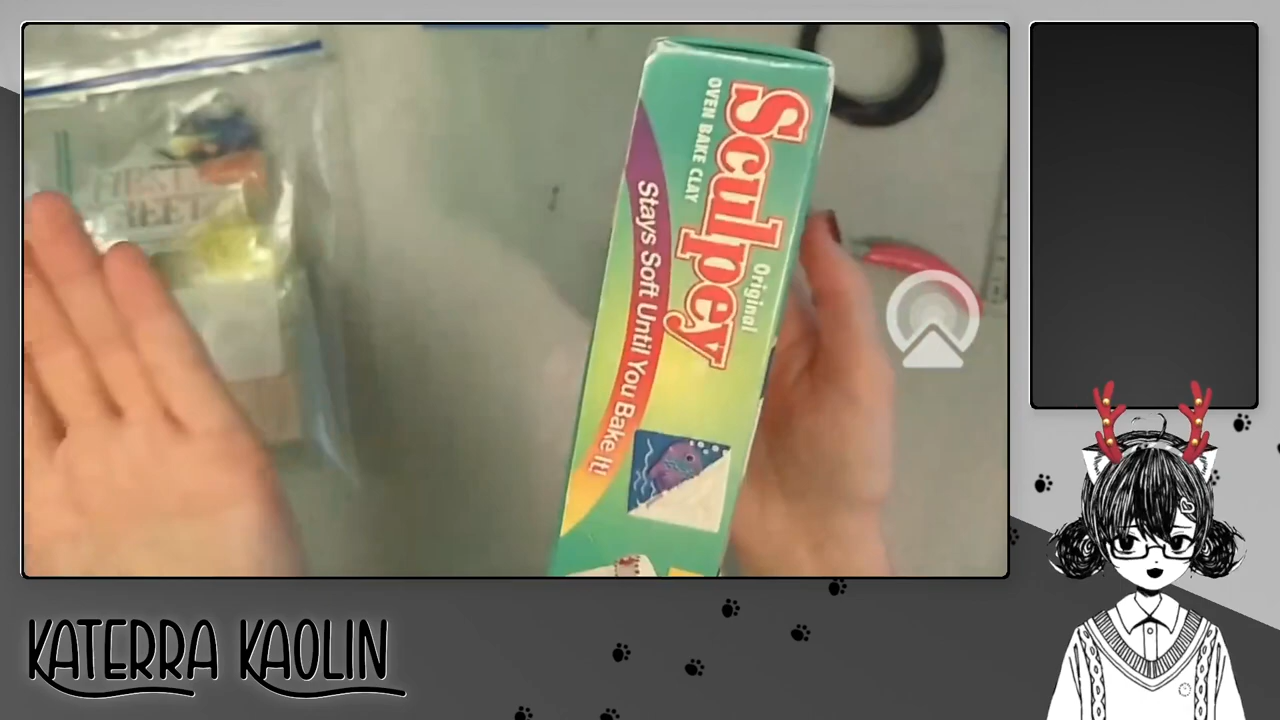 Original
Sculpey
OVEN BAKE CLAY
Stays Soft Until You Bake It!
KATERRA KAOLIN